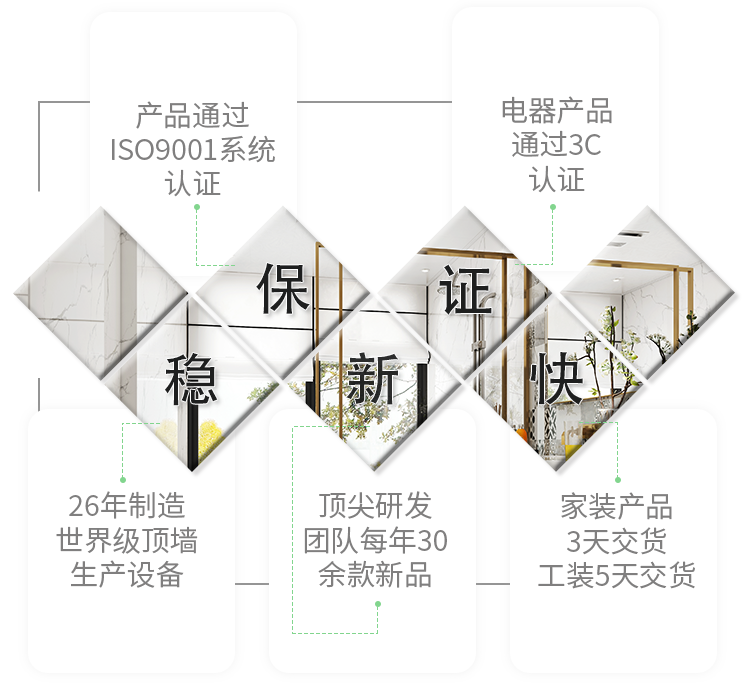 产品通过
ISO9001系统
认证
电器产品
通过3C
认证
保
证
稳
新
快
26年制造
世界级顶墙
生产设备
顶尖研发
团队每年30
余款新品
家装产品
3天交货
工装5天交货